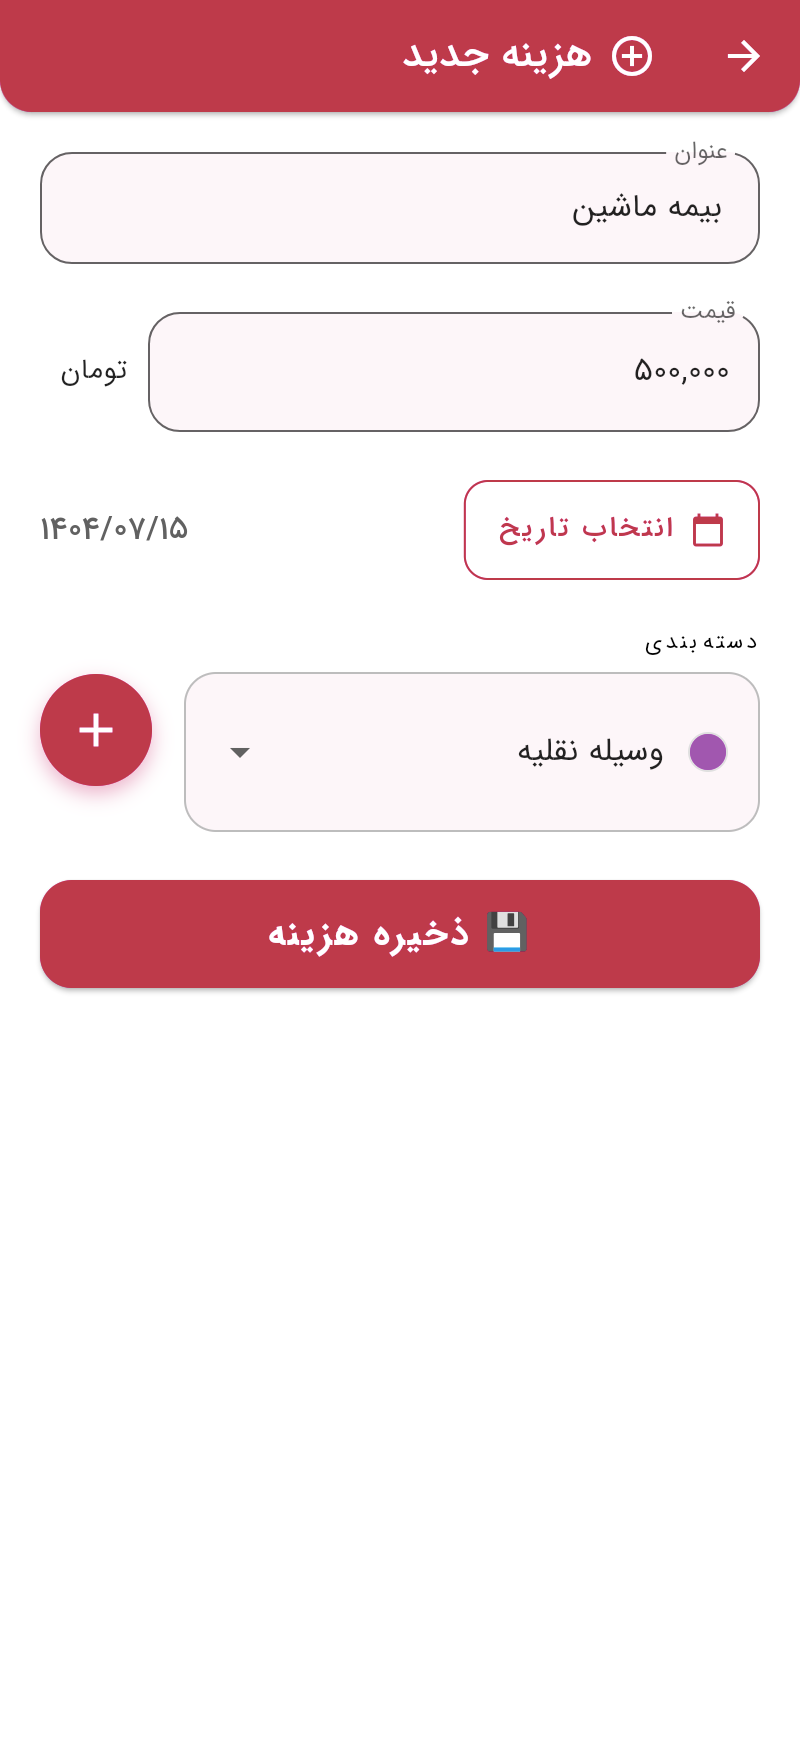 هزینه جدید
عنوان
بیمه ماشین
قیمت
۵۰۰,۰۰۰
تومان
انتخاب تاریخ
۱۴۰۴/۰۷/۱۵
دسته بندی
وسیله نقلیه
💾 ذخیره هزینه